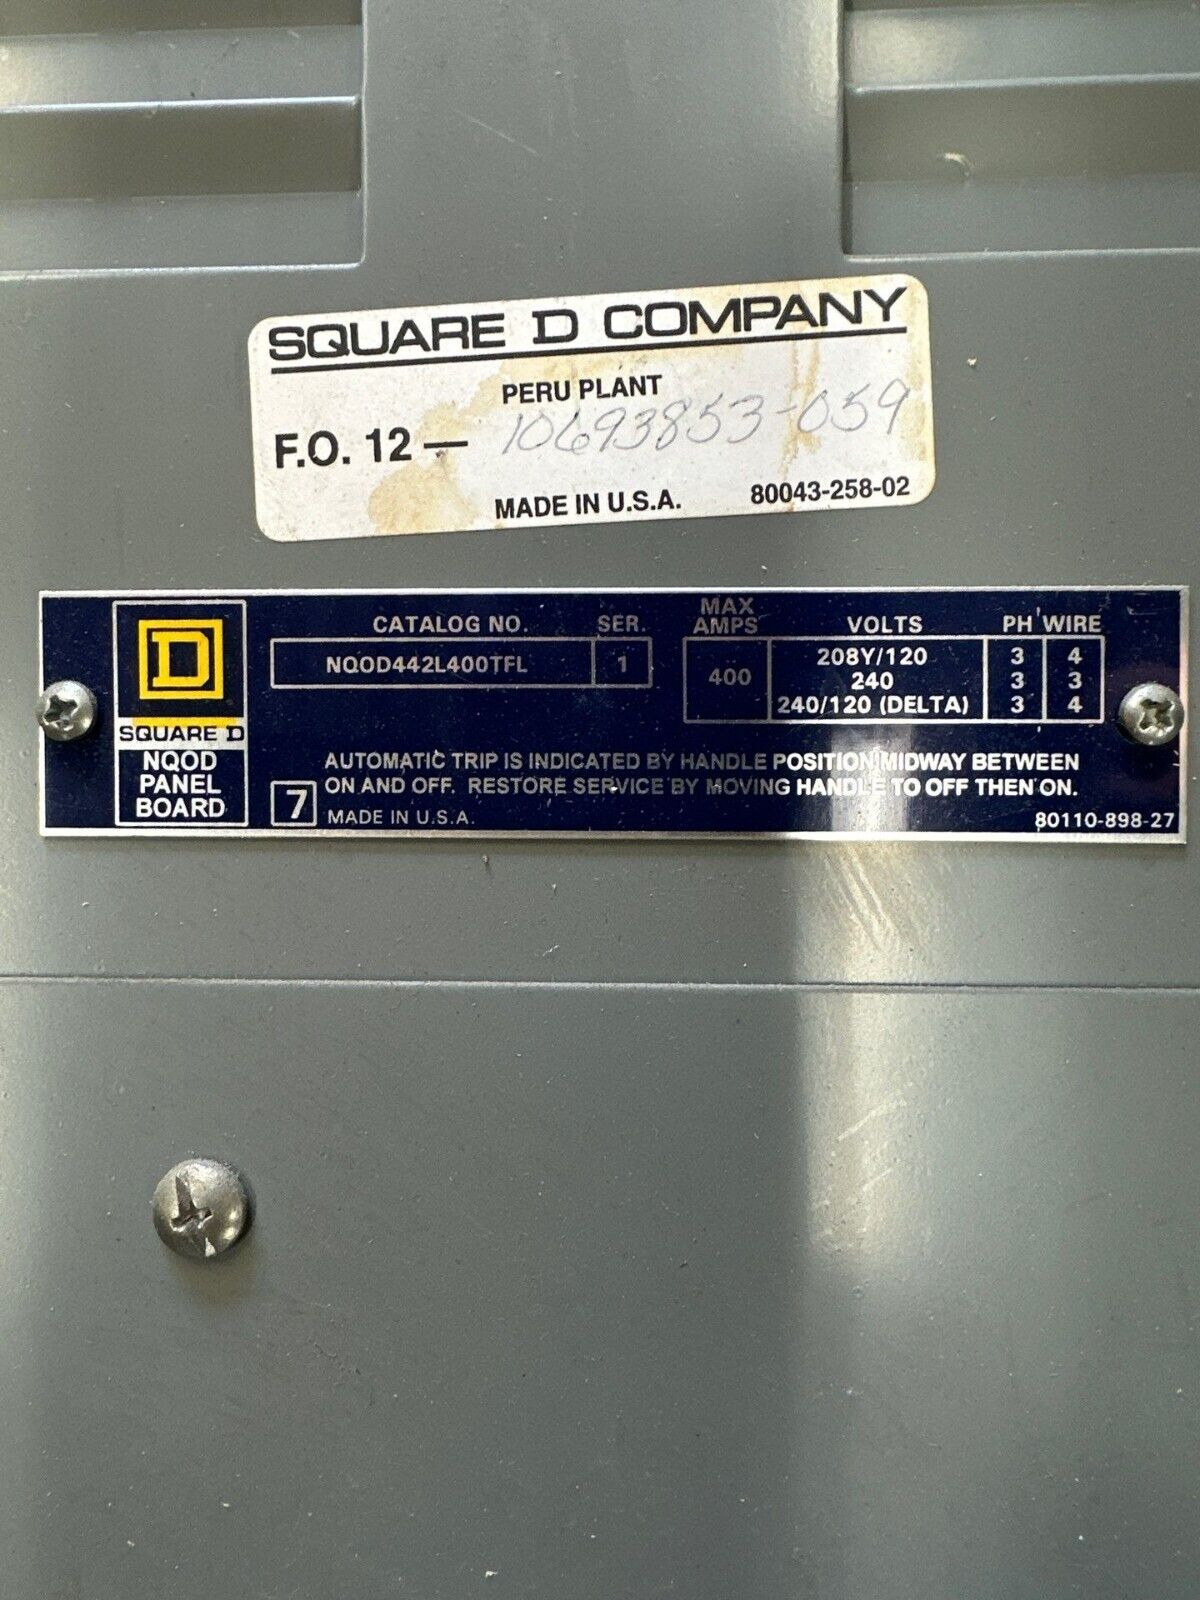 SQUARE D COMPANY
PERU PLANT
F.O. 12 — 10693853-059
MADE IN U.S.A. 80043-258-02
D
SQUARE D
NQOD
PANEL
BOARD
CATALOG NO. SER.
NQOD442L400TFL 1
MAX
AMPS VOLTS PH WIRE
400
208Y/120 3 4
240 3 3
240/120 (DELTA) 3 4
AUTOMATIC TRIP IS INDICATED BY HANDLE POSITION MIDWAY BETWEEN
ON AND OFF. RESTORE SERVICE BY MOVING HANDLE TO OFF THEN ON.
7 MADE IN U.S.A. 80110-898-27